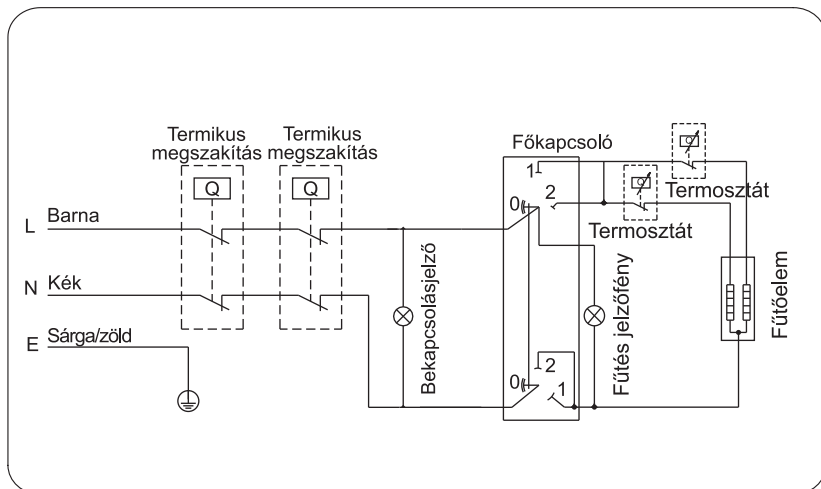 Termikus
megszakítás
Termikus
megszakítás
Q
Q
Főkapcsoló
1
2
0
Termosztát
Termosztát
L Barna
N Kék
E Sárga/zöld
Bekapcsolásjelző
Fűtés jelzőfény
Fűtőelem
2
0
1